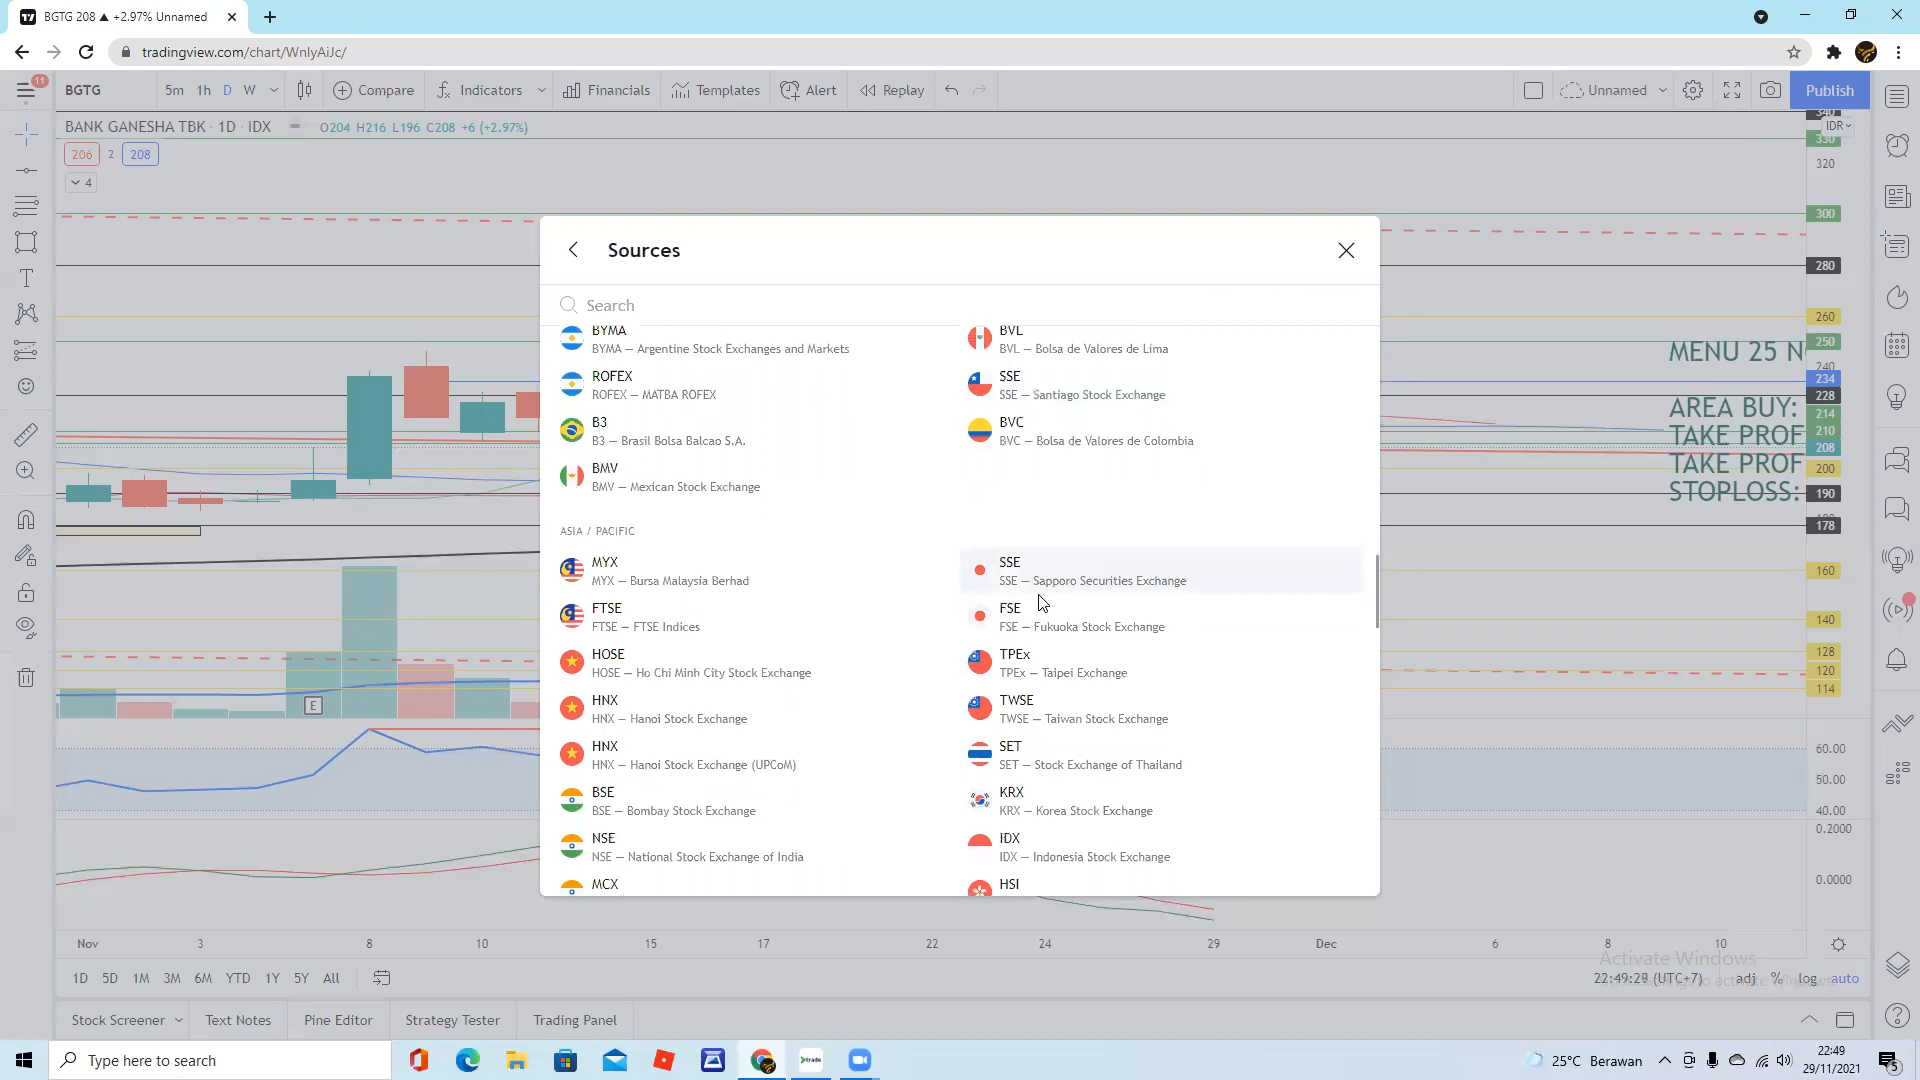 BGTG 208 ▲ +2.97% Unnamed
tradingview.com/chart/WnlyAiJc/
11
BGTG
5m 1h D W
Compare
Indicators
Financials
Templates
Alert
Replay
Unnamed
Publish
BANK GANESHA TBK · 1D · IDX
O204 H216 L196 C208 +6 (+2.97%)
206 2 208
4
IDR
340
330
320
300
280
260
250
240
234
228
214
210
208
200
190
178
160
140
128
120
114
60.00
50.00
40.00
0.2000
0.0000
MENU 25 N
AREA BUY:
TAKE PROF
TAKE PROF
STOPLOSS:
E
Sources
Search
BYMA
BYMA — Argentine Stock Exchanges and Markets
BVL
BVL — Bolsa de Valores de Lima
ROFEX
ROFEX — MATBA ROFEX
SSE
SSE — Santiago Stock Exchange
B3
B3 — Brasil Bolsa Balcao S.A.
BVC
BVC — Bolsa de Valores de Colombia
BMV
BMV — Mexican Stock Exchange
ASIA / PACIFIC
MYX
MYX — Bursa Malaysia Berhad
SSE
SSE — Sapporo Securities Exchange
FTSE
FTSE — FTSE Indices
FSE
FSE — Fukuoka Stock Exchange
HOSE
HOSE — Ho Chi Minh City Stock Exchange
TPEx
TPEx — Taipei Exchange
HNX
HNX — Hanoi Stock Exchange
TWSE
TWSE — Taiwan Stock Exchange
HNX
HNX — Hanoi Stock Exchange (UPCoM)
SET
SET — Stock Exchange of Thailand
BSE
BSE — Bombay Stock Exchange
KRX
KRX — Korea Stock Exchange
NSE
NSE — National Stock Exchange of India
IDX
IDX — Indonesia Stock Exchange
MCX
HSI
Nov 3 8 10 15 17 22 24 29 Dec 6 8 10
Activate Windows
1D 5D 1M 3M 6M YTD 1Y 5Y All
(UTC+7) adj % log auto
Stock Screener
Text Notes
Pine Editor
Strategy Tester
Trading Panel
Type here to search
trade
25°C Berawan
22:49
29/11/2021
5